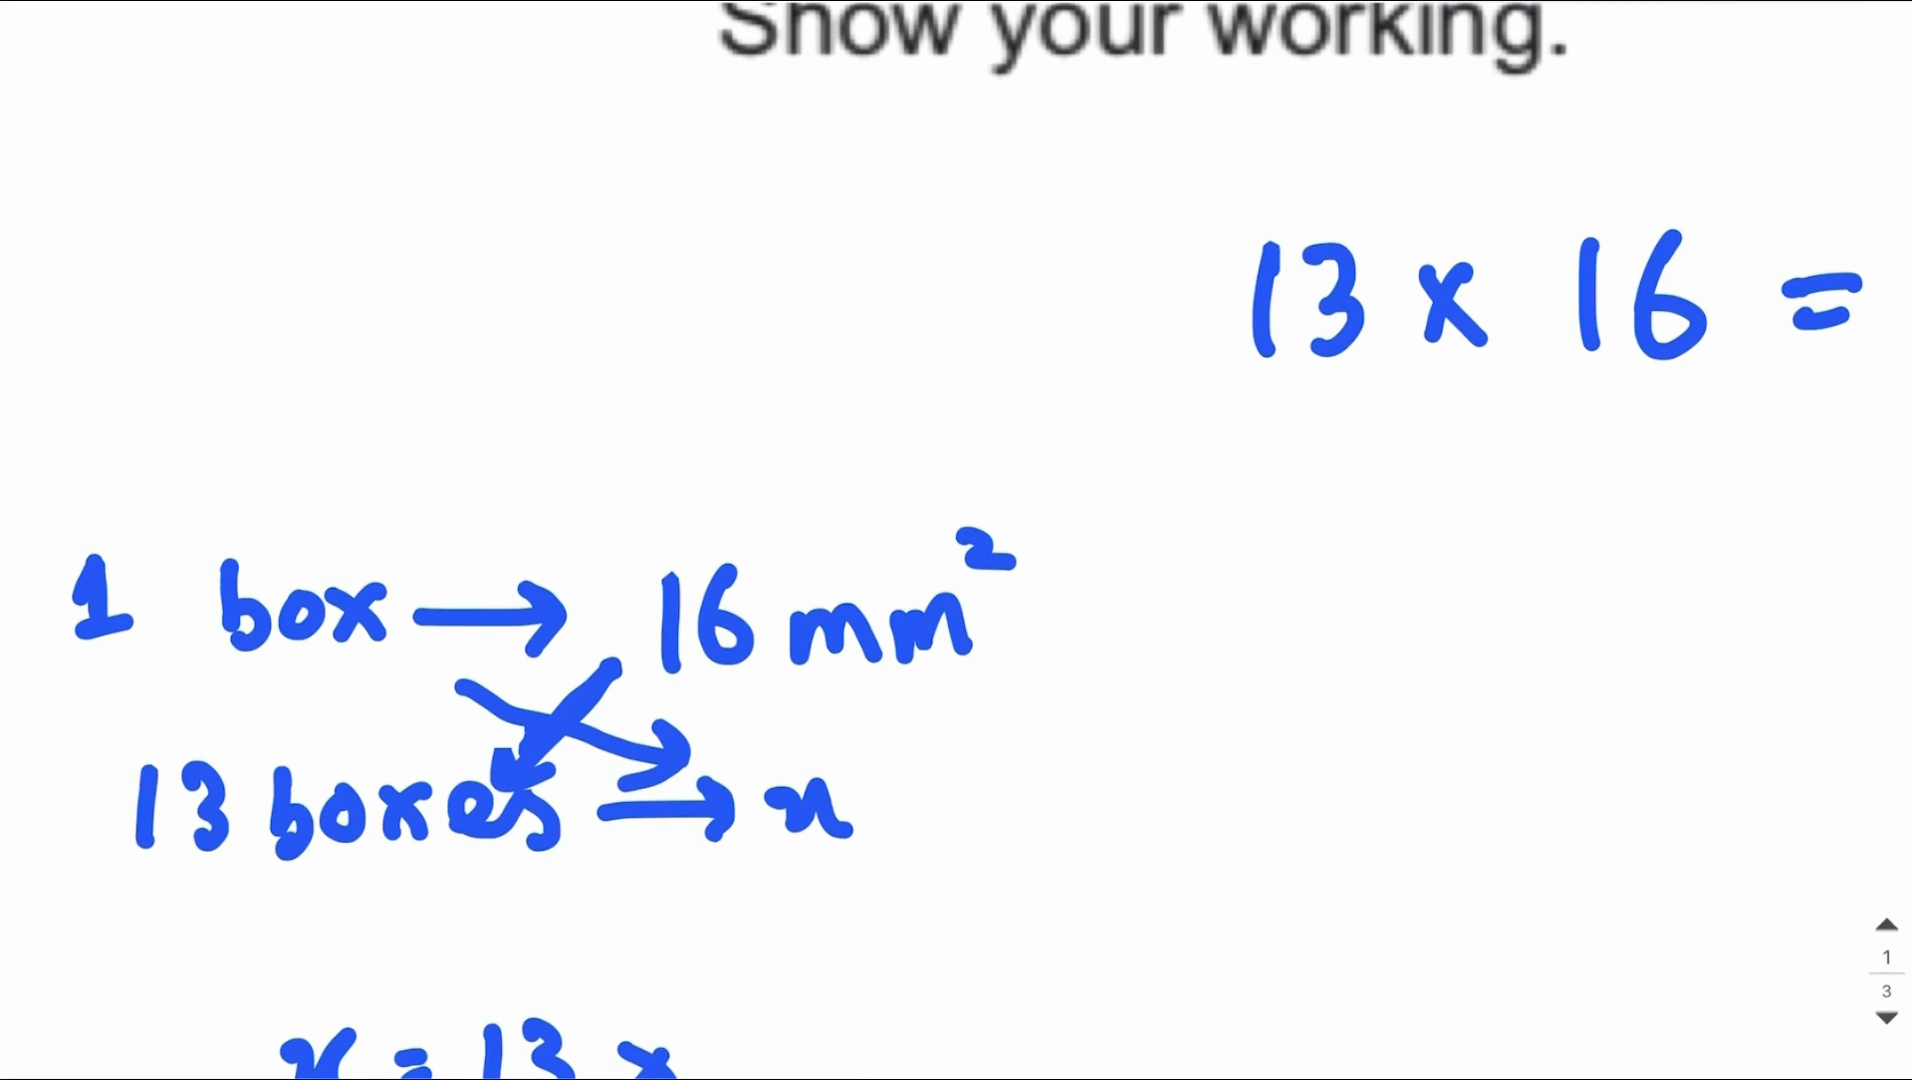 Show your working.
13 x 16 =
1 box → 16 mm²
13 boxes → x
x = 13 x
1
3